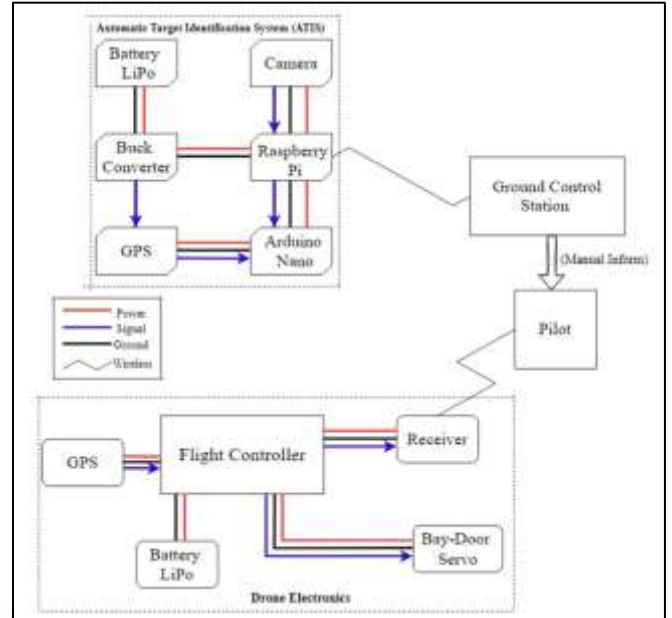 Automatic Target Identification System (ATIS)
Battery
LiPo
Camera
Buck
Converter
Raspberry
Pi
GPS
Arduino
Nano
Ground Control
Station
(Manual Inform)
Pilot
Power
Signal
Ground
Wireless
GPS
Flight Controller
Receiver
Battery
LiPo
Bay-Door
Servo
Drone Electronics